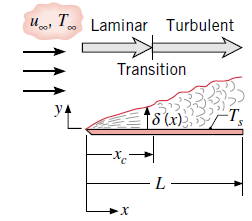 u∞, T∞
Laminar Turbulent
Transition
y
δ(x)
Ts
xc
L
x